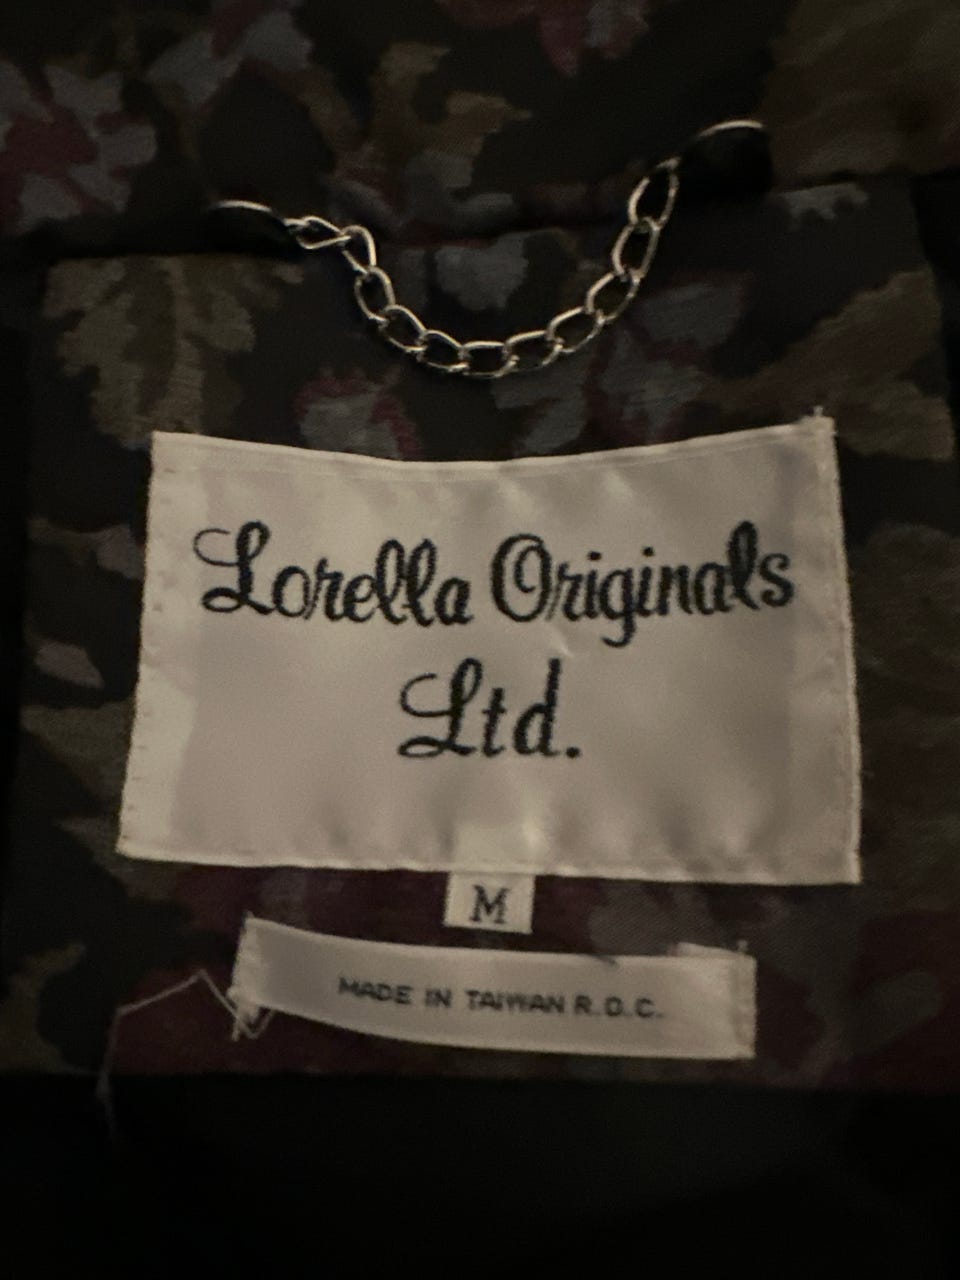 Lorella Originals
Ltd.
M
MADE IN TAIWAN R.O.C.